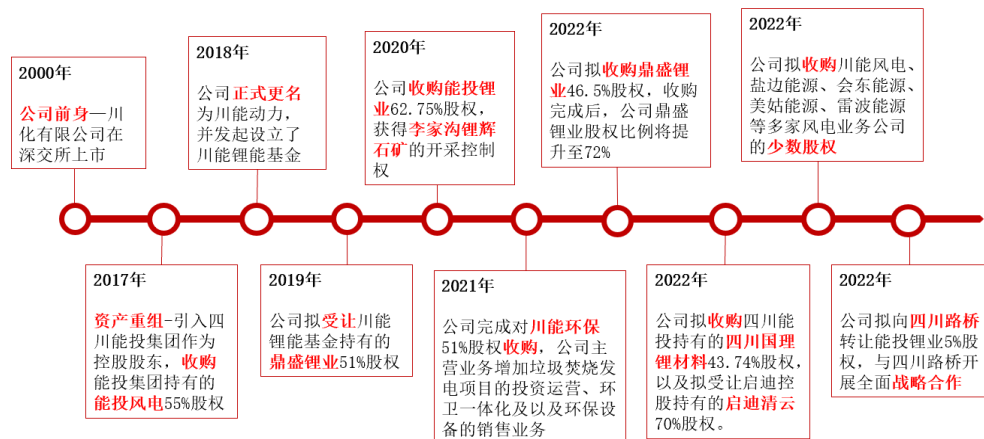 2000年
公司前身—川
化有限公司在
深交所上市
2018年
公司正式更名
为川能动力，
并发起设立了
川能锂能基金
2020年
公司收购能投锂
业62.75%股权，
获得李家沟锂辉
石矿的开采控制
权
2022年
公司拟收购鼎盛锂
业46.5%股权，收购
完成后，公司鼎盛
锂业股权比例将提
升至72%
2022年
公司拟收购川能风电、
盐边能源、会东能源、
美姑能源、雷波能源
等多家风电业务公司
的少数股权
2017年
资产重组-引入四
川能投集团作为
控股股东，收购
能投集团持有的
能投风电55%股权
2019年
公司拟受让川能
锂能基金持有的
鼎盛锂业51%股权
2021年
公司完成对川能环保
51%股权收购，公司主
营业务增加垃圾焚烧发
电项目的投资运营、环
卫一体化及以及环保设
备的销售业务
2022年
公司拟收购四川能
投持有的四川国理
锂材料43.74%股权，
以及拟受让启迪控
股持有的启迪清云
70%股权。
2022年
公司拟向四川路桥
转让能投锂业5%股
权，与四川路桥开
展全面战略合作